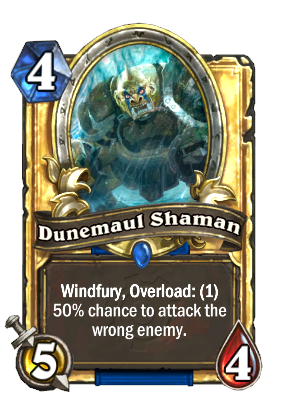 4
Dunemaul Shaman
Windfury, Overload: (1)
50% chance to attack the
wrong enemy.
5
4